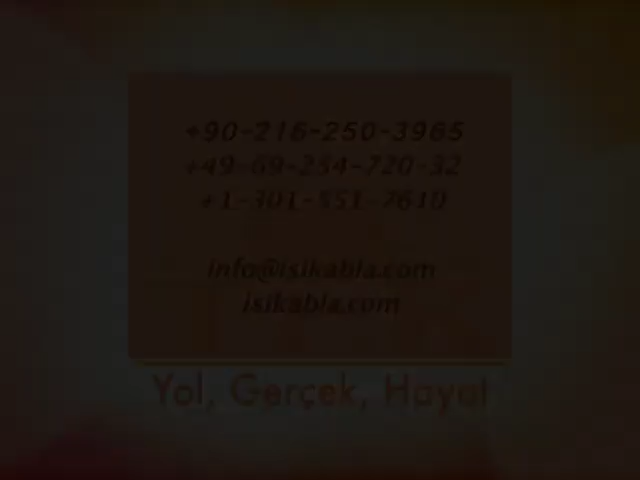 +90-216-250-3965
+49-69-254-720-32
+1-301-551-7610
info@isikabla.com
isikabla.com
Yol, Gerçek, Hayat